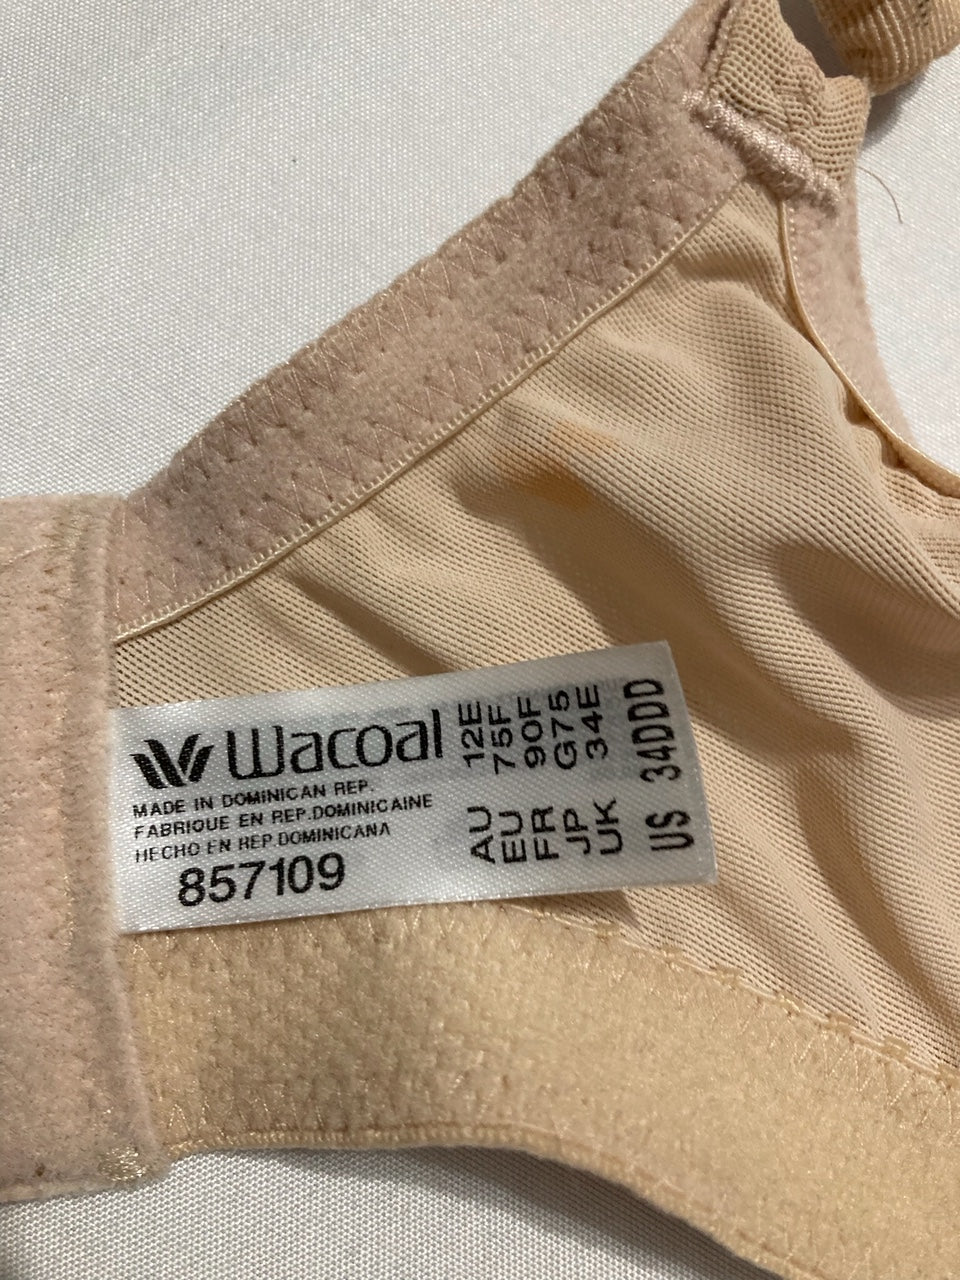 Wacoal
MADE IN DOMINICAN REP.
FABRIQUE EN REP.DOMINICAINE
HECHO EN REP DOMINICANA
857109
AU 12E
EU 75F
FR 90F
JP G75
UK 34E
US 34DDD